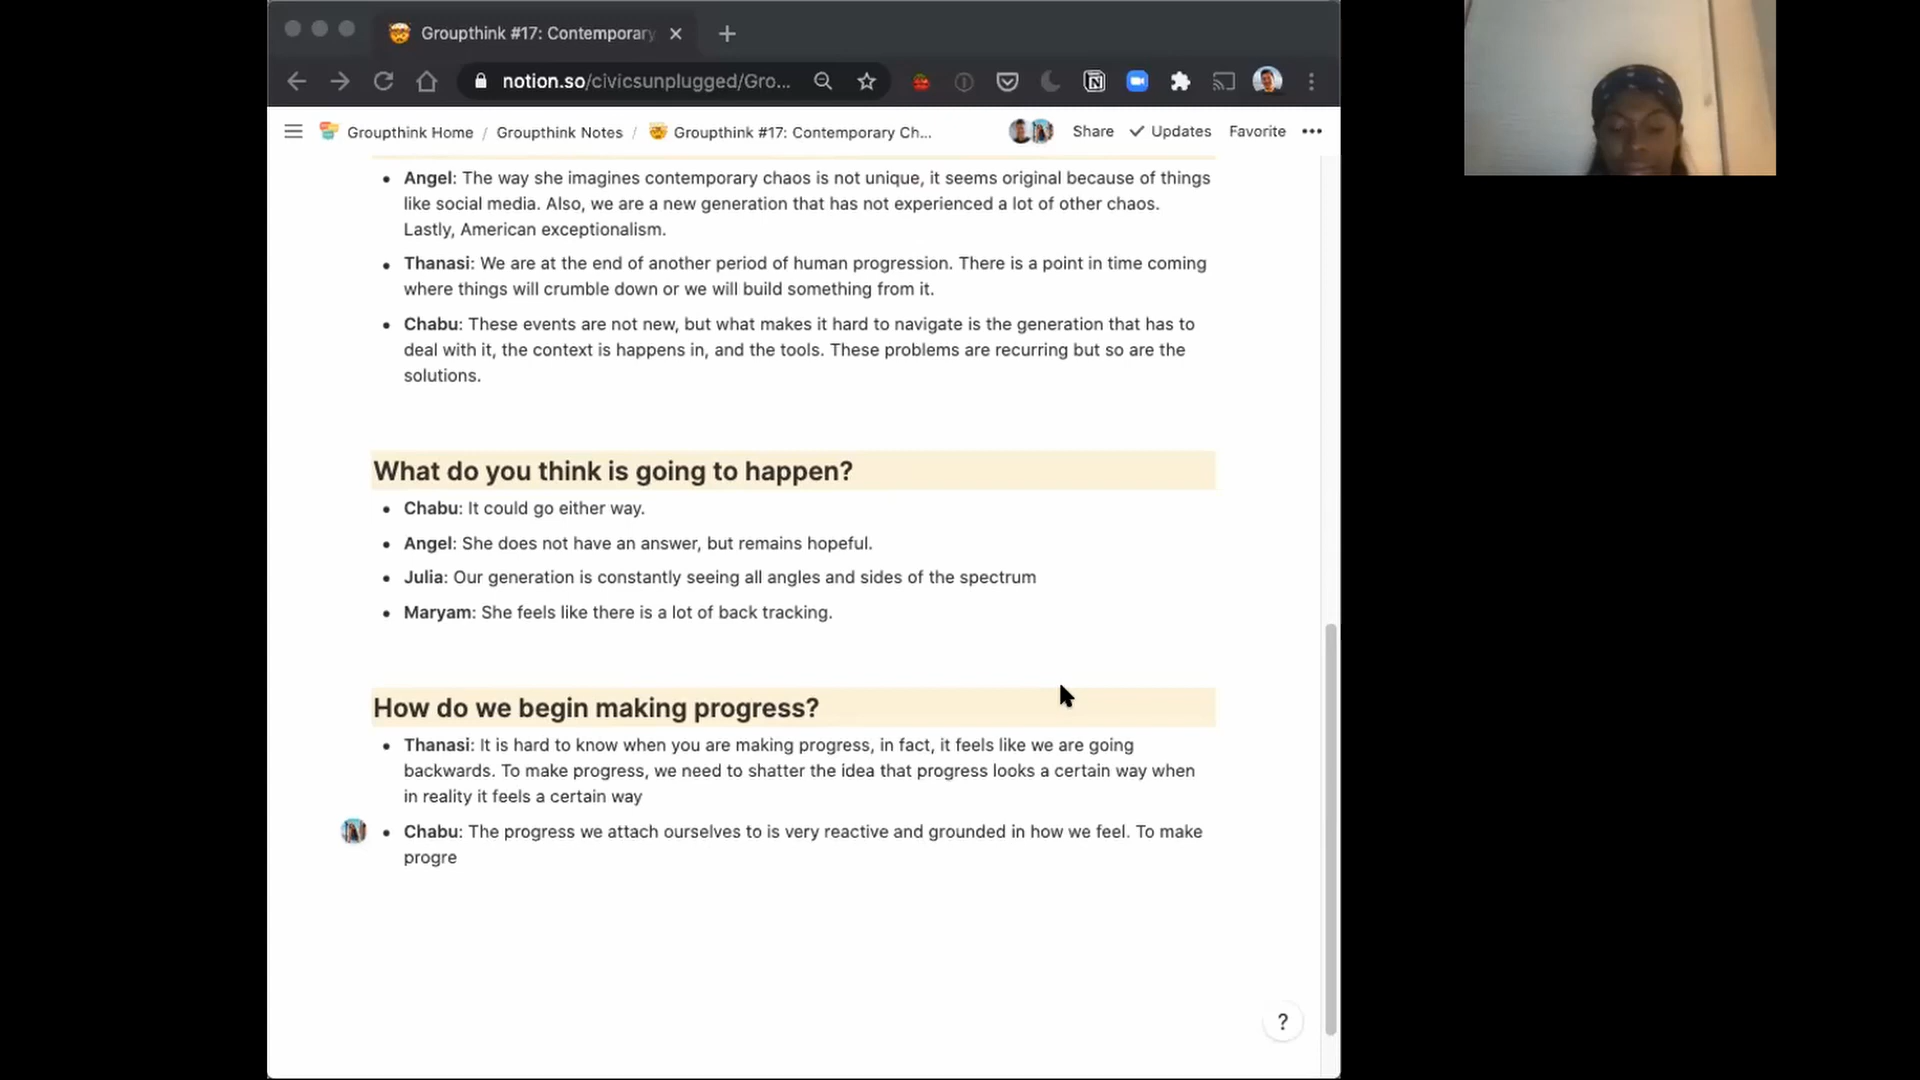 Groupthink #17: Contemporary
notion.so/civicsunplugged/Gro...
Groupthink Home / Groupthink Notes / Groupthink #17: Contemporary Ch... Share Updates Favorite
Angel: The way she imagines contemporary chaos is not unique, it seems original because of things
like social media. Also, we are a new generation that has not experienced a lot of other chaos.
Lastly, American exceptionalism.
Thanasi: We are at the end of another period of human progression. There is a point in time coming
where things will crumble down or we will build something from it.
Chabu: These events are not new, but what makes it hard to navigate is the generation that has to
deal with it, the context is happens in, and the tools. These problems are recurring but so are the
solutions.
What do you think is going to happen?
Chabu: It could go either way.
Angel: She does not have an answer, but remains hopeful.
Julia: Our generation is constantly seeing all angles and sides of the spectrum
Maryam: She feels like there is a lot of back tracking.
How do we begin making progress?
Thanasi: It is hard to know when you are making progress, in fact, it feels like we are going
backwards. To make progress, we need to shatter the idea that progress looks a certain way when
in reality it feels a certain way
Chabu: The progress we attach ourselves to is very reactive and grounded in how we feel. To make
progre
?